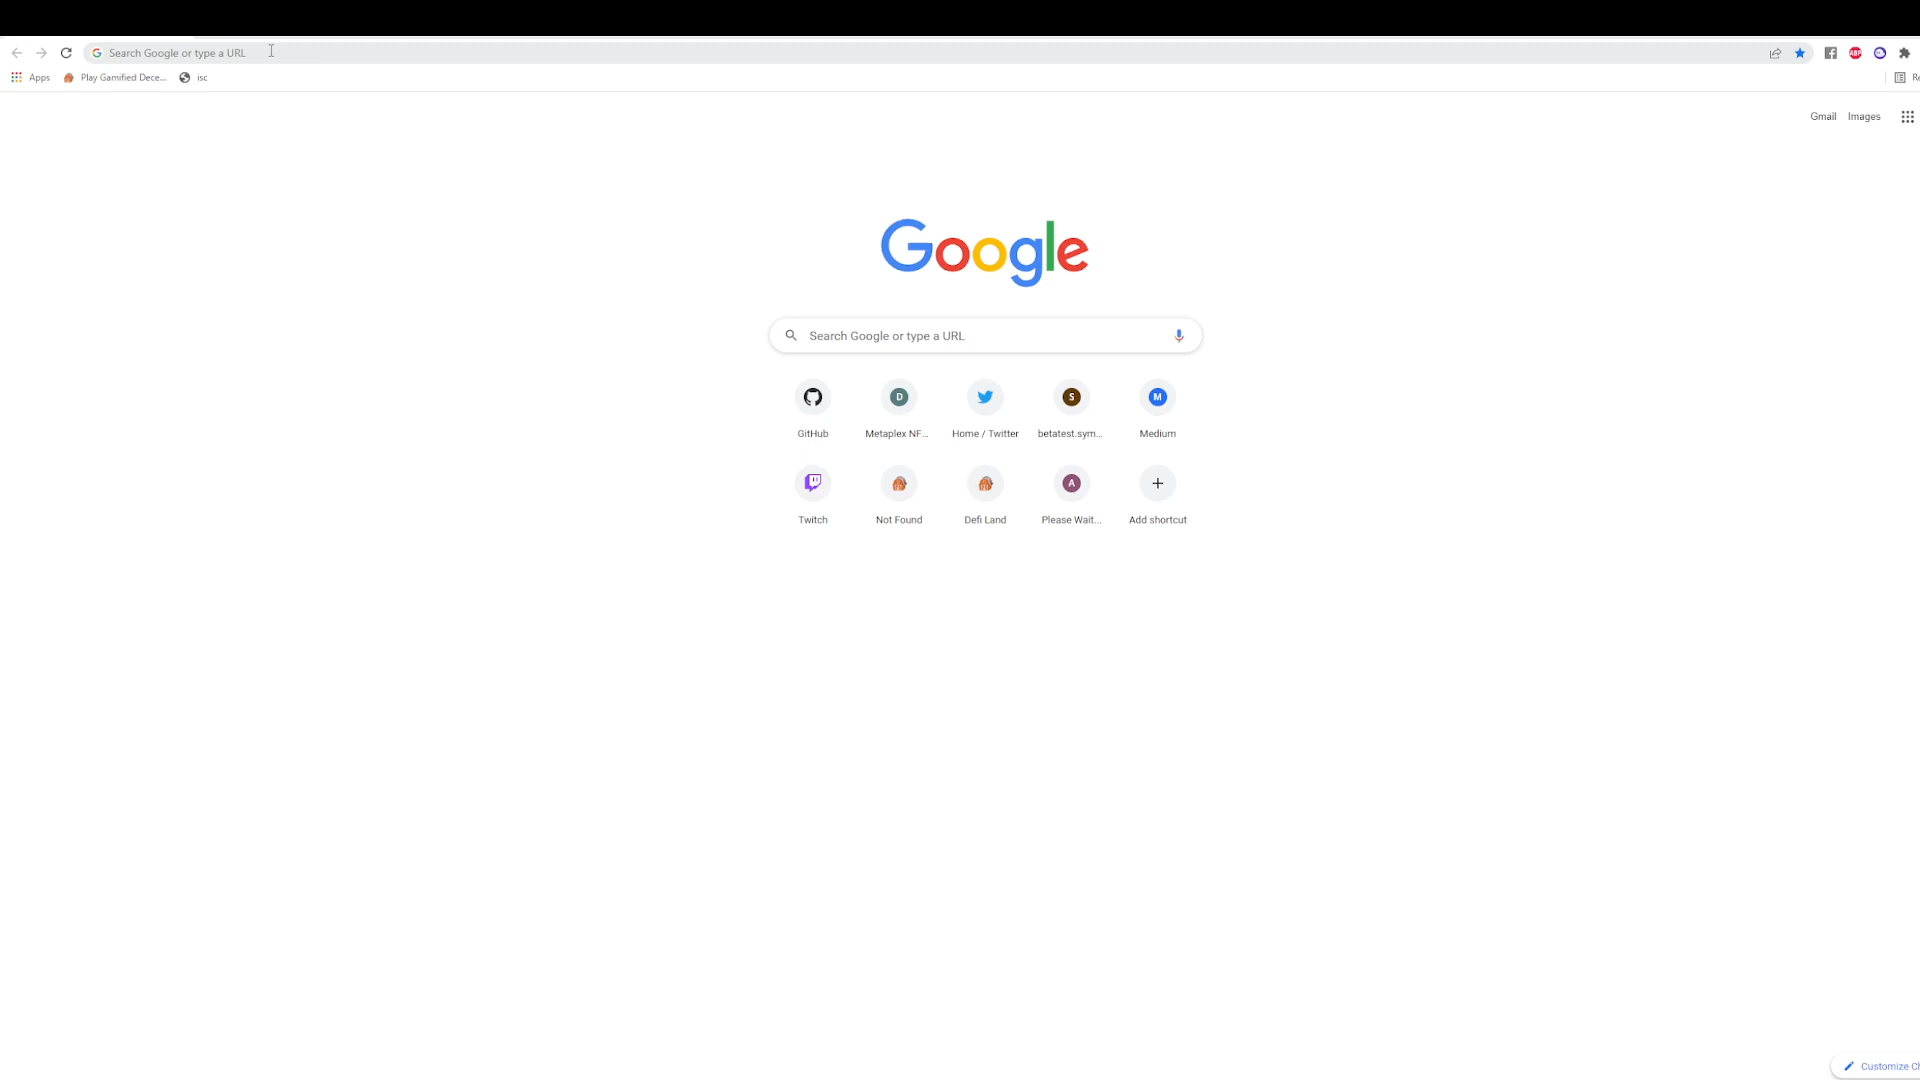 Search Google or type a URL
Apps Play Gamified Dece... isc
Gmail Images
Google
Search Google or type a URL
D S M
GitHub Metaplex NF... Home / Twitter betatest.sym... Medium
A
Twitch Not Found Defi Land Please Wait... Add shortcut
Customize